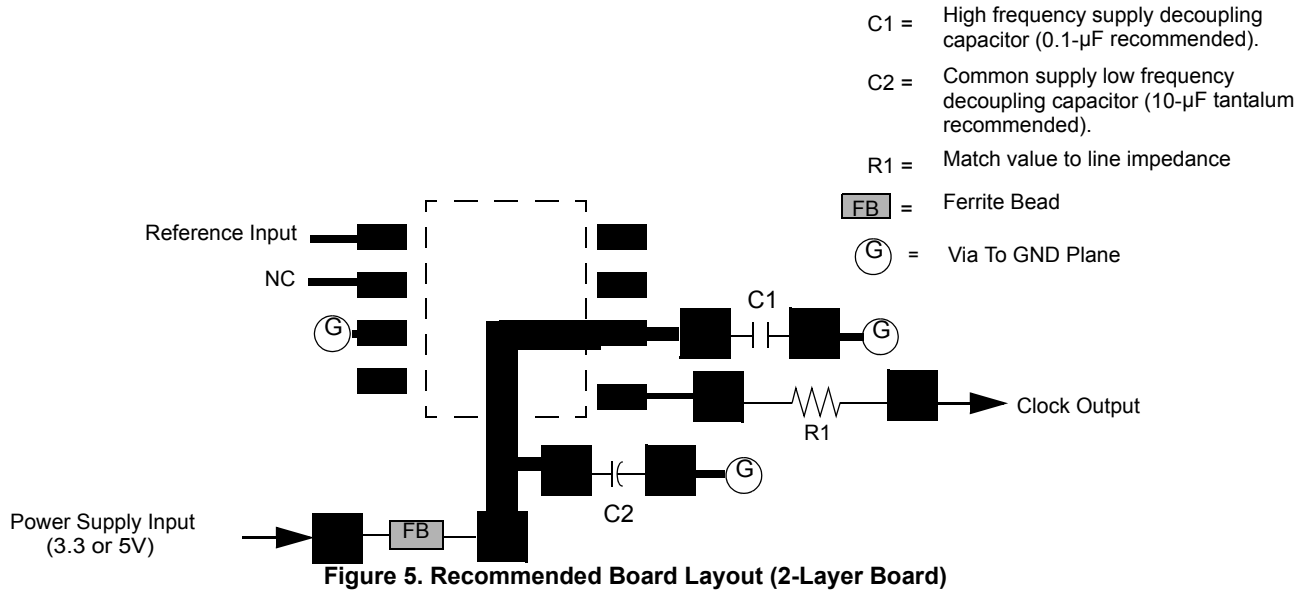 C1 = High frequency supply decoupling
capacitor (0.1-µF recommended).
C2 = Common supply low frequency
decoupling capacitor (10-µF tantalum
recommended).
R1 = Match value to line impedance
FB = Ferrite Bead
G = Via To GND Plane
Reference Input
NC
G
C1
G
Clock Output
R1
G
C2
Power Supply Input
(3.3 or 5V)
FB
Figure 5. Recommended Board Layout (2-Layer Board)